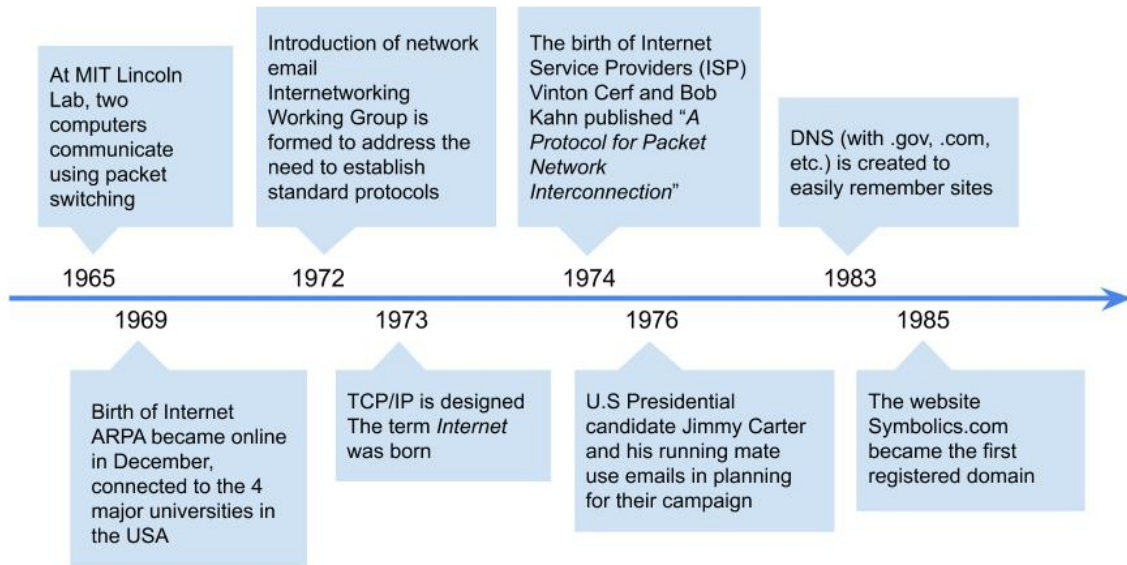 At MIT Lincoln
Lab, two
computers
communicate
using packet
switching
Introduction of network
email
Internetworking
Working Group is
formed to address the
need to establish
standard protocols
The birth of Internet
Service Providers (ISP)
Vinton Cerf and Bob
Kahn published “A
Protocol for Packet
Network
Interconnection”
DNS (with .gov, .com,
etc.) is created to
easily remember sites
1965
1972
1974
1983
1969
1973
1976
1985
Birth of Internet
ARPA became online
in December,
connected to the 4
major universities in
the USA
TCP/IP is designed
The term Internet
was born
U.S Presidential
candidate Jimmy Carter
and his running mate
use emails in planning
for their campaign
The website
Symbolics.com
became the first
registered domain